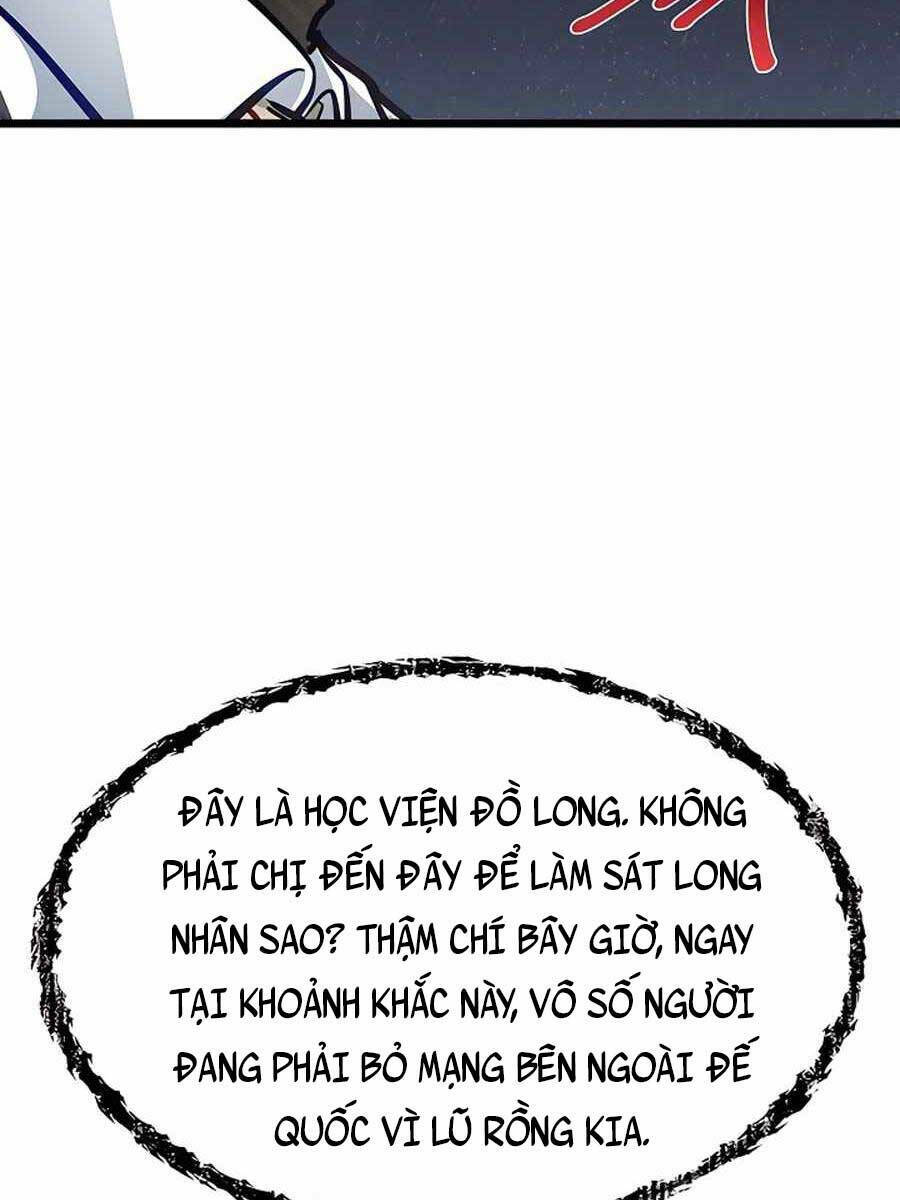 ĐÂY LÀ HỌC VIỆN ĐỒ LONG. KHÔNG
PHẢI CHỊ ĐẾN ĐÂY ĐỂ LÀM SÁT LONG
NHÂN SAO? THẬM CHÍ BÂY GIỜ, NGAY
TẠI KHOẢNH KHẮC NÀY, VÔ SỐ NGƯỜI
ĐANG PHẢI BỎ MẠNG BÊN NGOÀI ĐẾ
QUỐC VÌ LŨ RỒNG KIA.